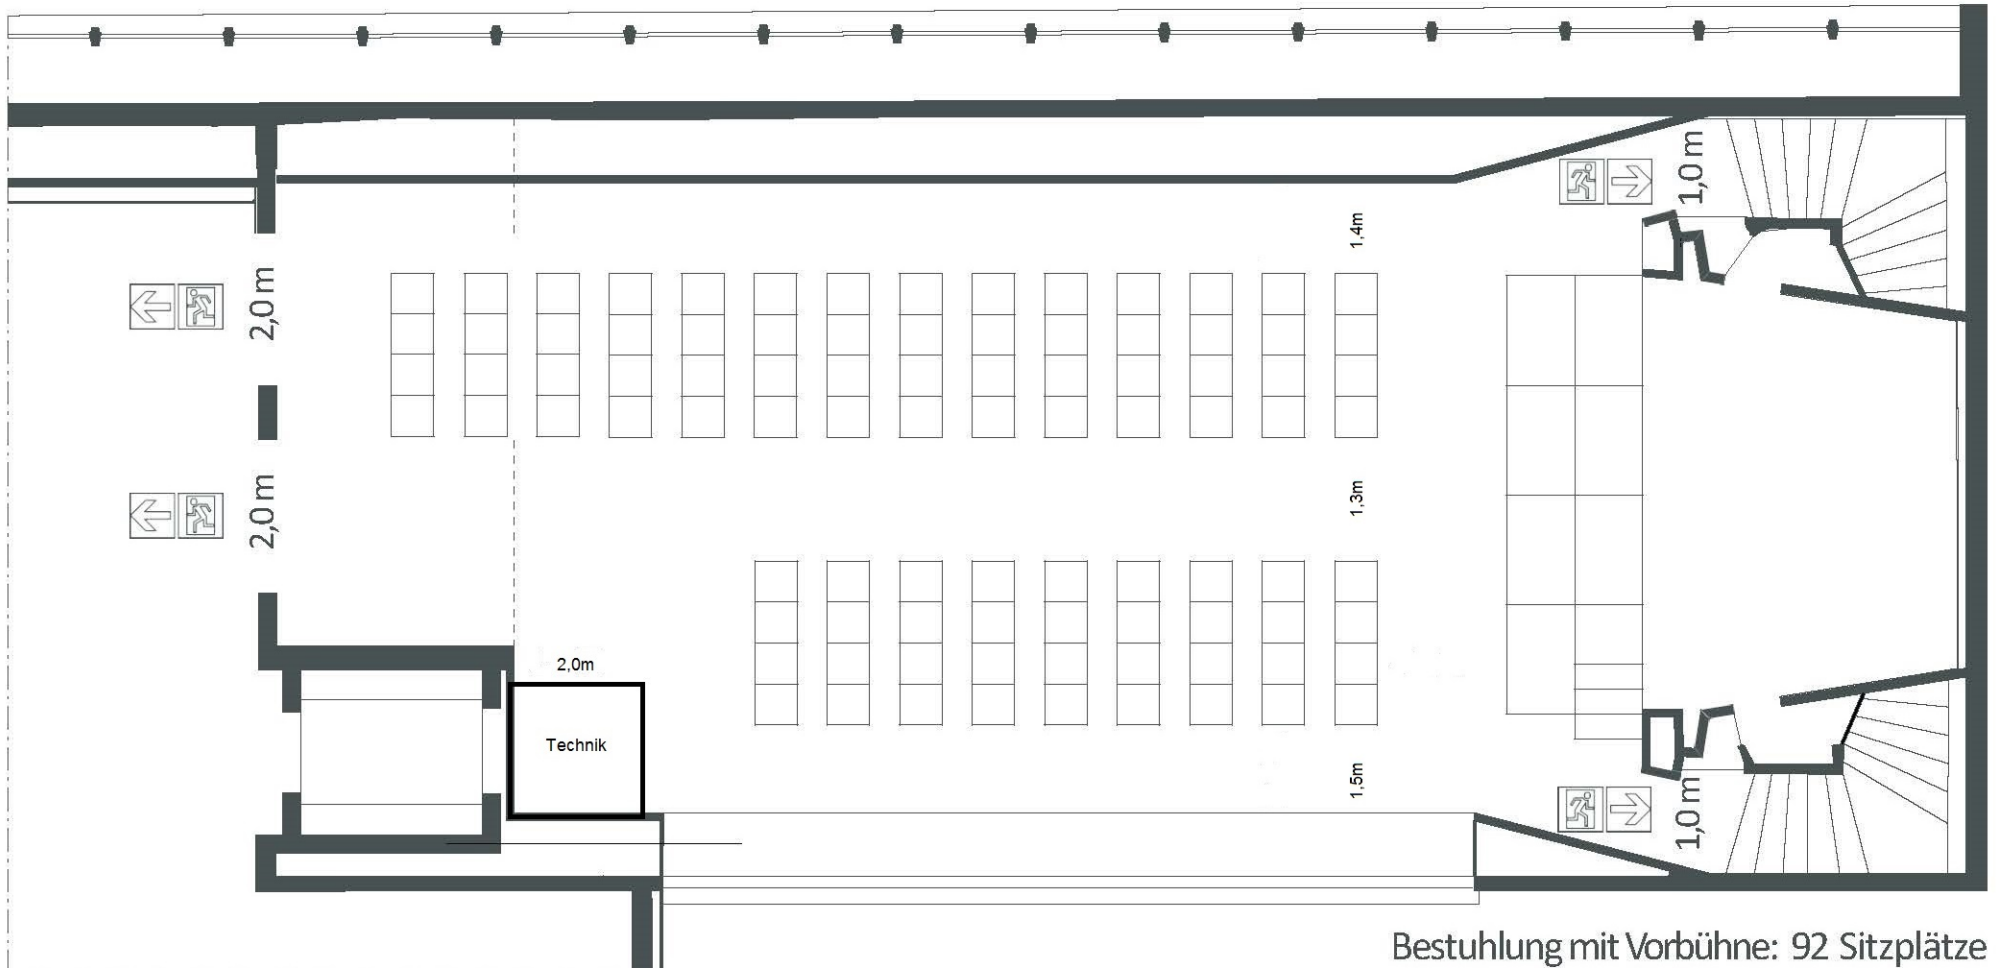 1,0 m
1,4m
2,0 m
2,0 m
1,3m
2,0m
Technik
1,5m
1,0 m
Bestuhlung mit Vorbühne: 92 Sitzplätze